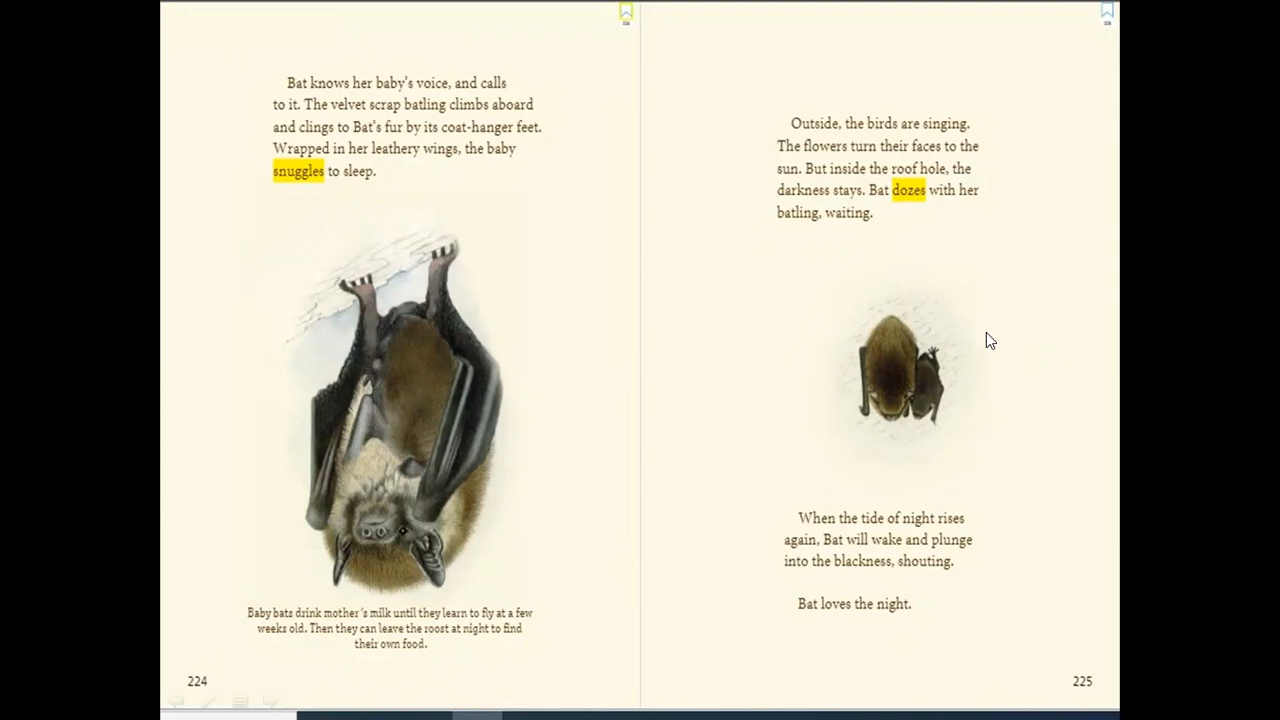 Bat knows her baby's voice, and calls
to it. The velvet scrap batling climbs aboard
and clings to Bat's fur by its coat-hanger feet.
Wrapped in her leathery wings, the baby
snuggles to sleep.
Baby bats drink mother's milk until they learn to fly at a few
weeks old. Then they can leave the roost at night to find
their own food.
224
Outside, the birds are singing.
The flowers turn their faces to the
sun. But inside the roof hole, the
darkness stays. Bat dozes with her
batling, waiting.
When the tide of night rises
again, Bat will wake and plunge
into the blackness, shouting.
Bat loves the night.
225